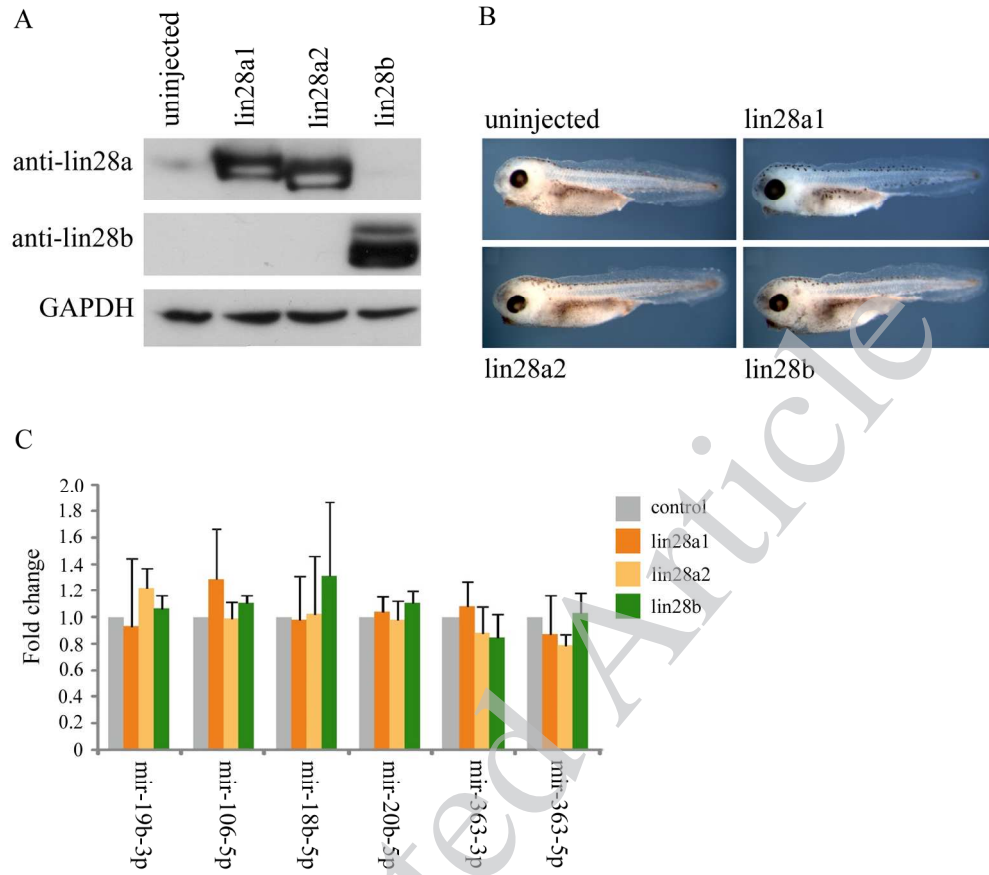 A
uninjected
lin28a1
lin28a2
lin28b
anti-lin28a
anti-lin28b
GAPDH
B
uninjected
lin28a1
lin28a2
lin28b
C
Fold change
2.0
1.8
1.6
1.4
1.2
1.0
0.8
0.6
0.4
0.2
0
mir-19b-3p
mir-106-5p
mir-18b-5p
mir-20b-5p
mir-363-3p
mir-363-5p
control
lin28a1
lin28a2
lin28b
ted Article